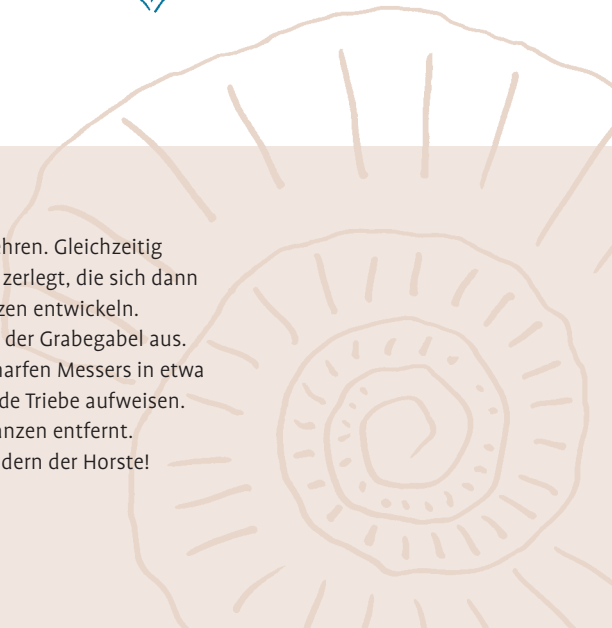 hren. Gleichzeitig
zerlegt, die sich dann
zen entwickeln.
der Grabegabel aus.
harfen Messers in etwa
de Triebe aufweisen.
anzen entfernt.
dern der Horste!